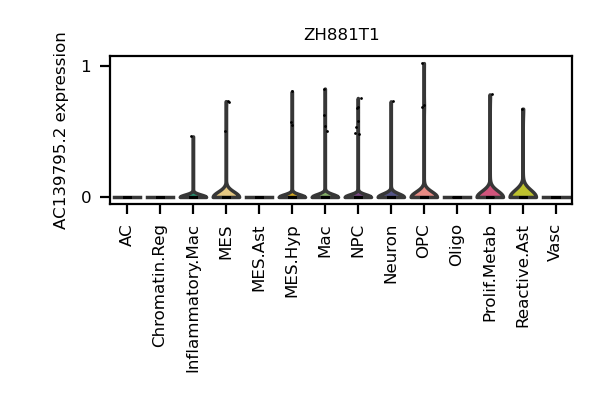 ZH881T1
AC139795.2 expression
1
0
AC
Chromatin.Reg
Inflammatory.Mac
MES
MES.Ast
MES.Hyp
Mac
NPC
Neuron
OPC
Oligo
Prolif.Metab
Reactive.Ast
Vasc